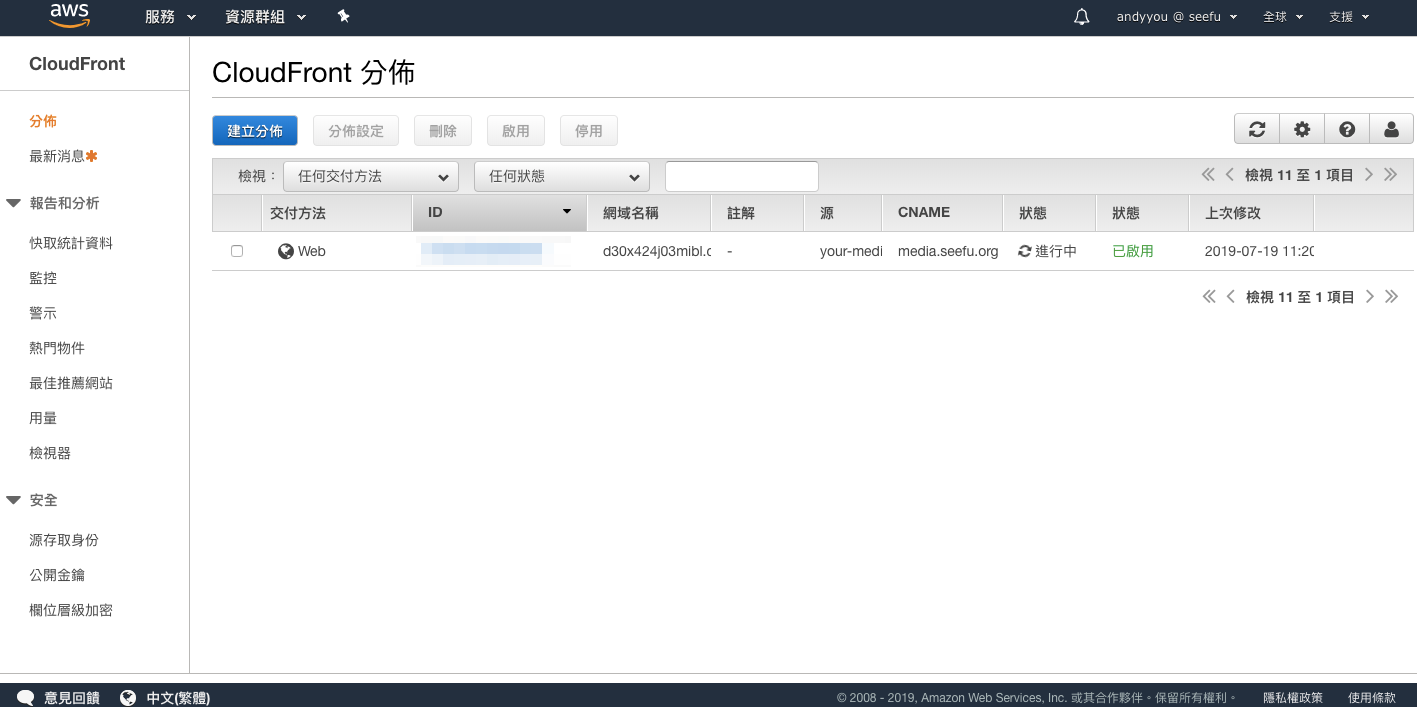 aws 服務 資源群組 andyyou @ seefu 全球 支援
CloudFront
分佈
最新消息✱
報告和分析
快取統計資料
監控
警示
熱門物件
最佳推薦網站
用量
檢視器
安全
源存取身份
公開金鑰
欄位層級加密
CloudFront 分佈
建立分佈 分佈設定 刪除 啟用 停用
檢視： 任何交付方法 任何狀態 檢視 11 至 1 項目
交付方法 ID 網域名稱 註解 源 CNAME 狀態 狀態 上次修改
Web d30x424j03mibl.c - your-medi media.seefu.org 進行中 已啟用 2019-07-19 11:20
檢視 11 至 1 項目
意見回饋 中文(繁體) © 2008 - 2019, Amazon Web Services, Inc. 或其合作夥伴。保留所有權利。 隱私權政策 使用條款